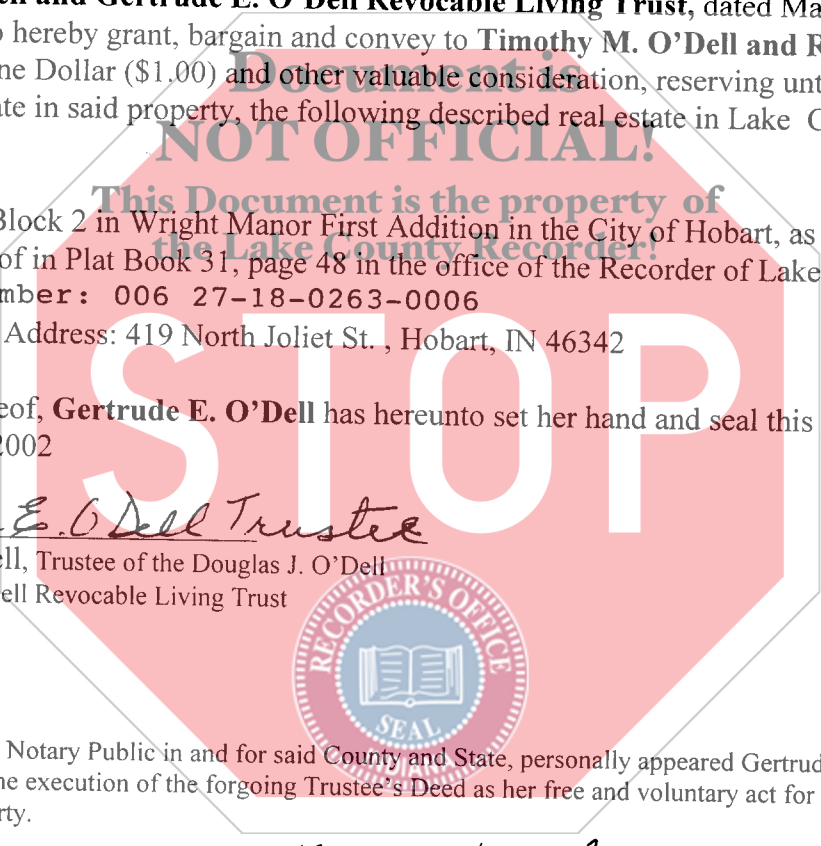 ell and Gertrude E. O'Dell Revocable Living Trust, dated Ma
o hereby grant, bargain and convey to Timothy M. O'Dell and R
ne Dollar ($1.00) and other valuable consideration, reserving unt
Document is
te in said property, the following described real estate in Lake C
NOT OFFICIAL!
This Document is the property of
Block 2 in Wright Manor First Addition in the City of Hobart, as
the Lake County Recorder!
of in Plat Book 31, page 48 in the office of the Recorder of Lake
mber: 006 27-18-0263-0006
Address: 419 North Joliet St. , Hobart, IN 46342
STOP
eof, Gertrude E. O'Dell has hereunto set her hand and seal this
2002
E. O'Dell Trustee
ell, Trustee of the Douglas J. O'Dell
ell Revocable Living Trust
RECORDER'S OFFICE
SEAL
INDIANA
Notary Public in and for said County and State, personally appeared Gertrud
ne execution of the forgoing Trustee's Deed as her free and voluntary act for
rty.